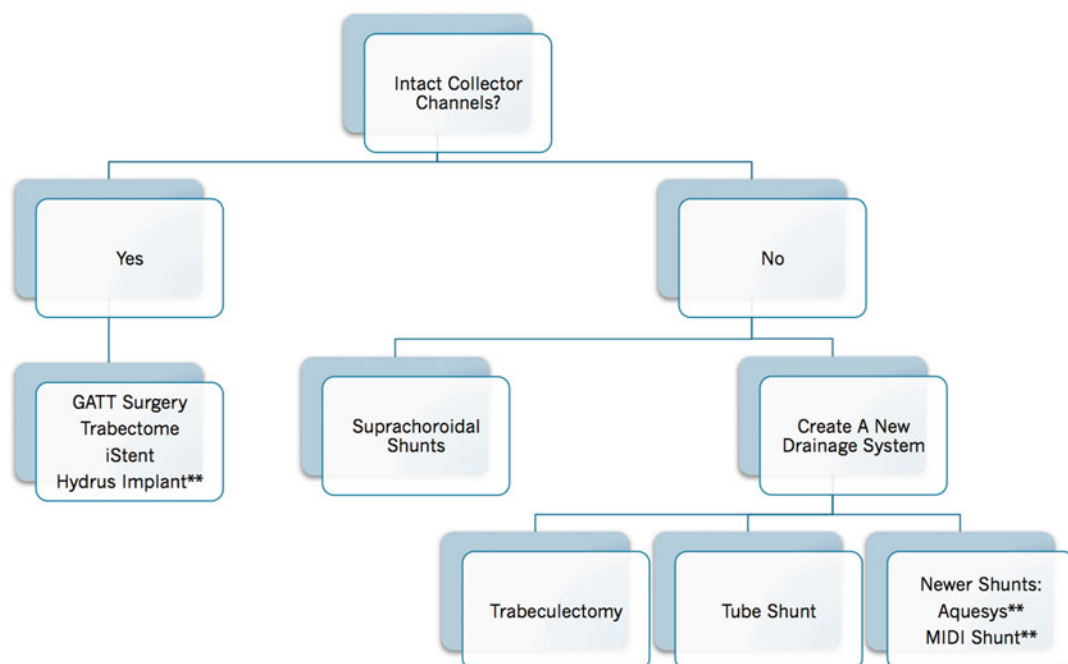 Intact Collector
Channels?
Yes
No
GATT Surgery
Trabectome
iStent
Hydrus Implant**
Suprachoroidal
Shunts
Create A New
Drainage System
Trabeculectomy
Tube Shunt
Newer Shunts:
Aquesys**
MIDI Shunt**